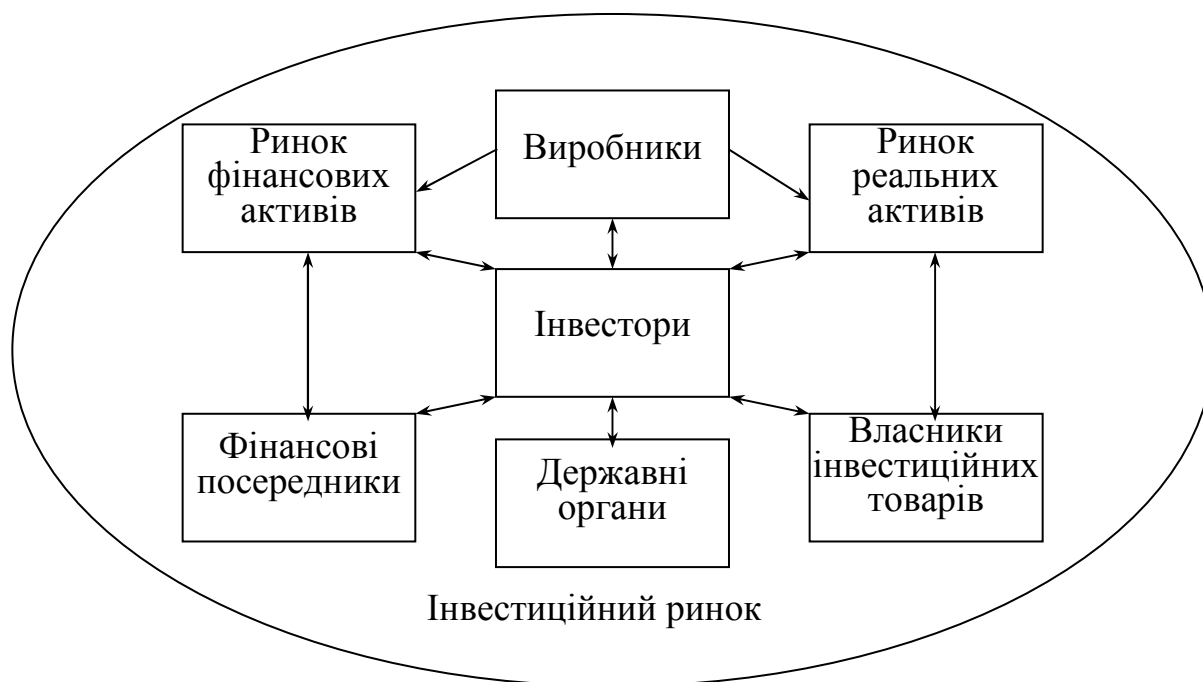 Ринок
фінансових
активів
Виробники
Ринок
реальних
активів
Інвестори
Фінансові
посередники
Державні
органи
Власники
інвестиційних
товарів
Інвестиційний ринок